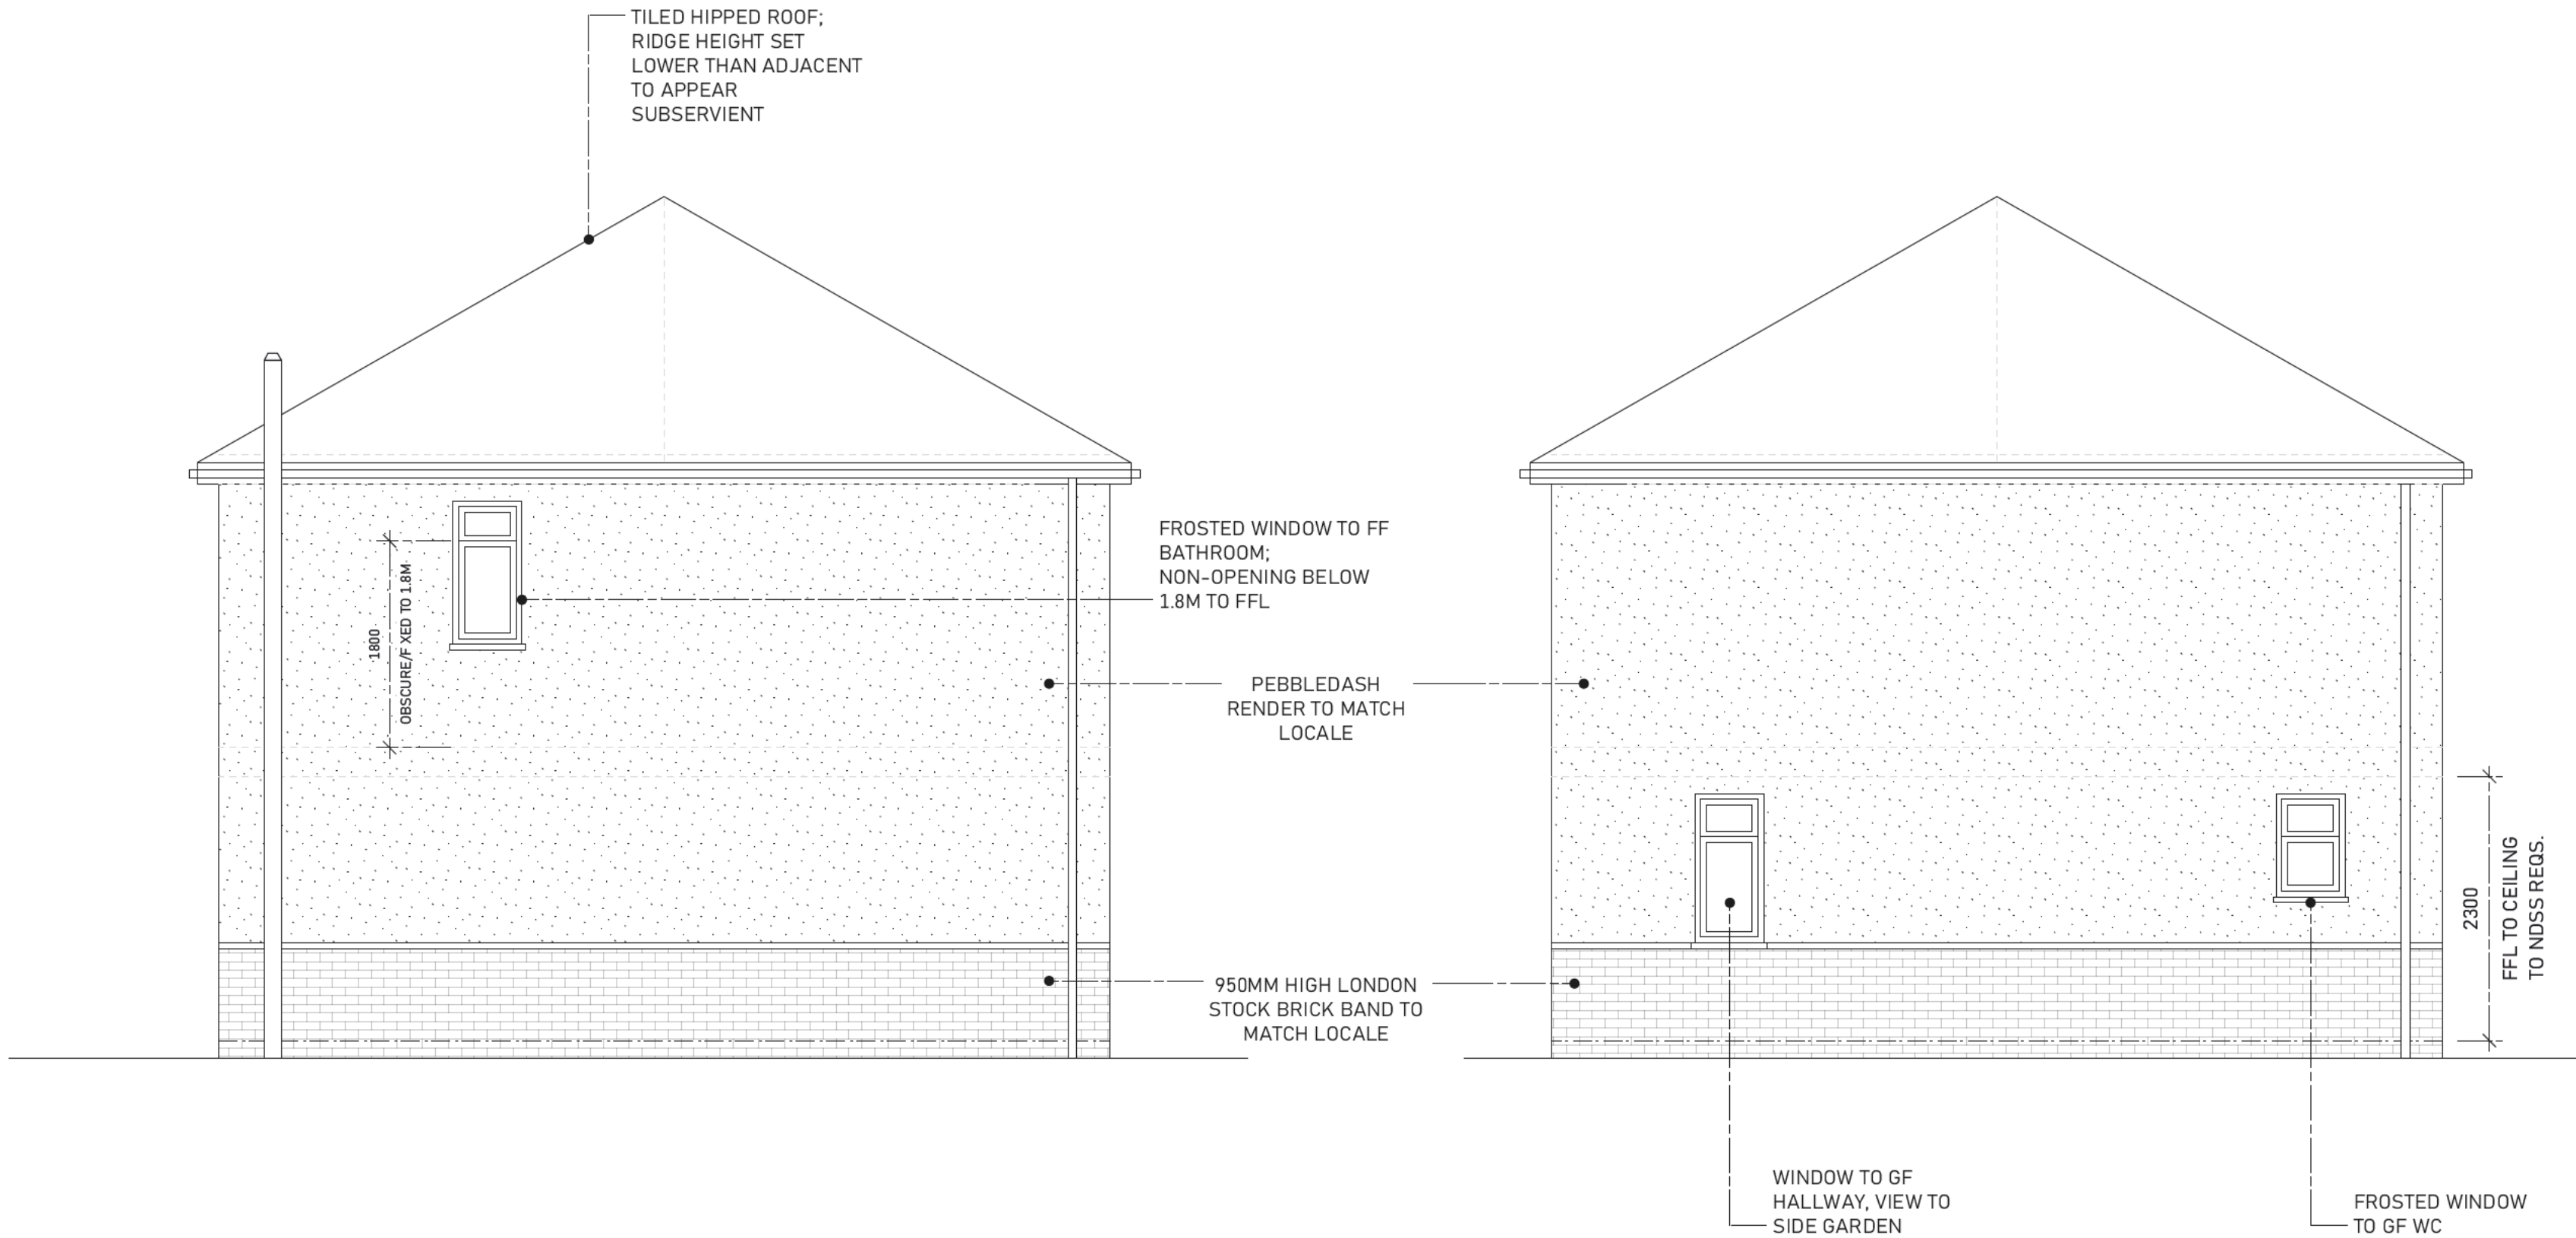 TILED HIPPED ROOF;
RIDGE HEIGHT SET
LOWER THAN ADJACENT
TO APPEAR
SUBSERVIENT
FROSTED WINDOW TO FF
BATHROOM;
NON-OPENING BELOW
1.8M TO FFL
1800
OBSCURE/F XED TO 1.8M
PEBBLEDASH
RENDER TO MATCH
LOCALE
950MM HIGH LONDON
STOCK BRICK BAND TO
MATCH LOCALE
2300
FFL TO CEILING
TO NDSS REQS.
WINDOW TO GF
HALLWAY, VIEW TO
SIDE GARDEN
FROSTED WINDOW
TO GF WC